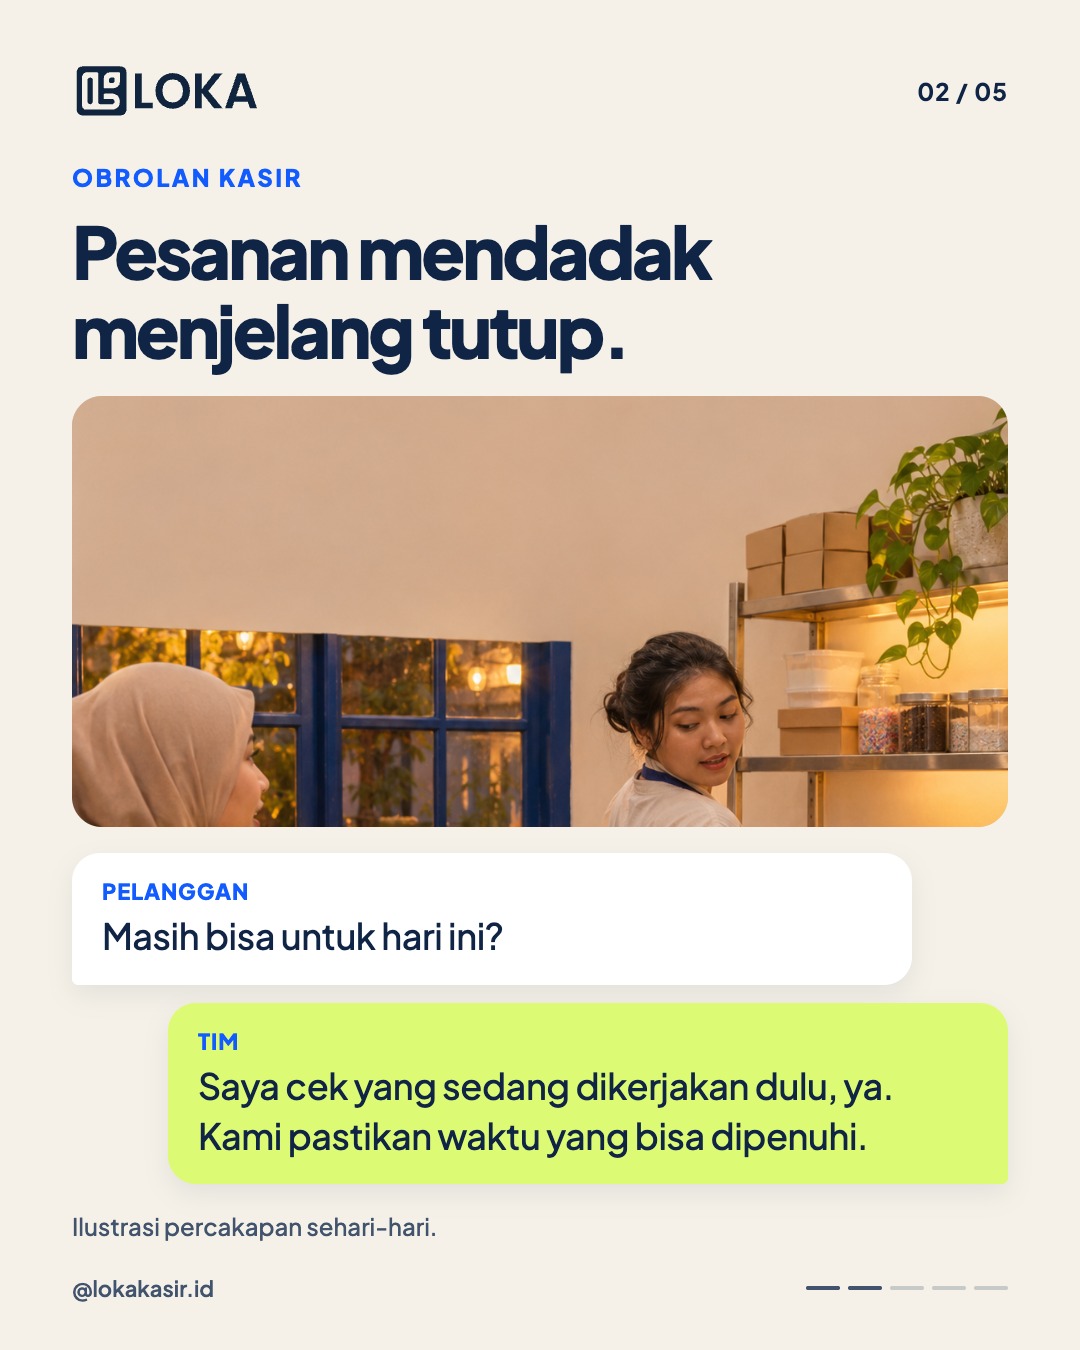 LOKA
02 / 05
OBROLAN KASIR
Pesanan mendadak
menjelang tutup.
PELANGGAN
Masih bisa untuk hari ini?
TIM
Saya cek yang sedang dikerjakan dulu, ya.
Kami pastikan waktu yang bisa dipenuhi.
Ilustrasi percakapan sehari-hari.
@lokakasir.id